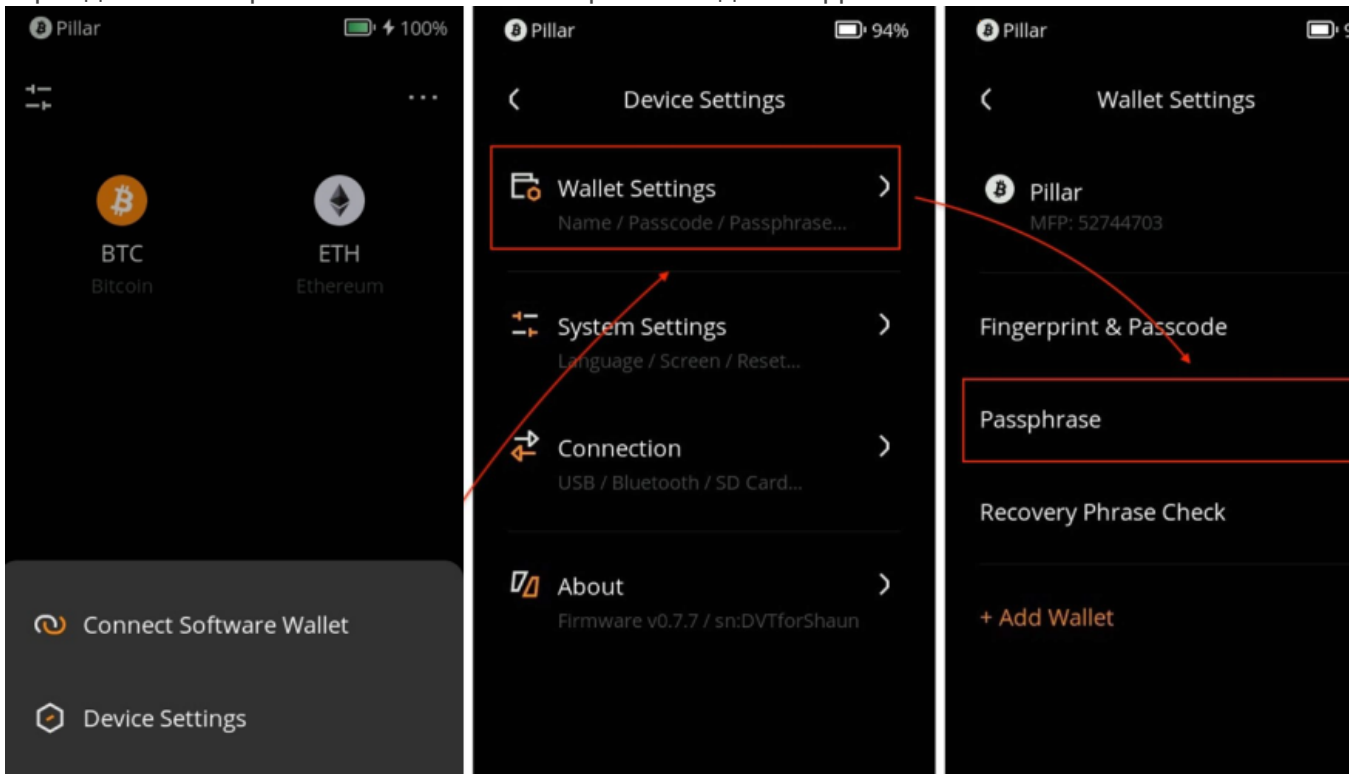 Pillar 100%
BTC
Bitcoin
ETH
Ethereum
Connect Software Wallet
Device Settings
Pillar 94%
Device Settings
Wallet Settings
Name / Passcode / Passphrase...
System Settings
Language / Screen / Reset...
Connection
USB / Bluetooth / SD Card...
About
Firmware v0.7.7 / sn:DVTforShaun
Pillar
Wallet Settings
Pillar
MFP: 52744703
Fingerprint & Passcode
Passphrase
Recovery Phrase Check
+ Add Wallet